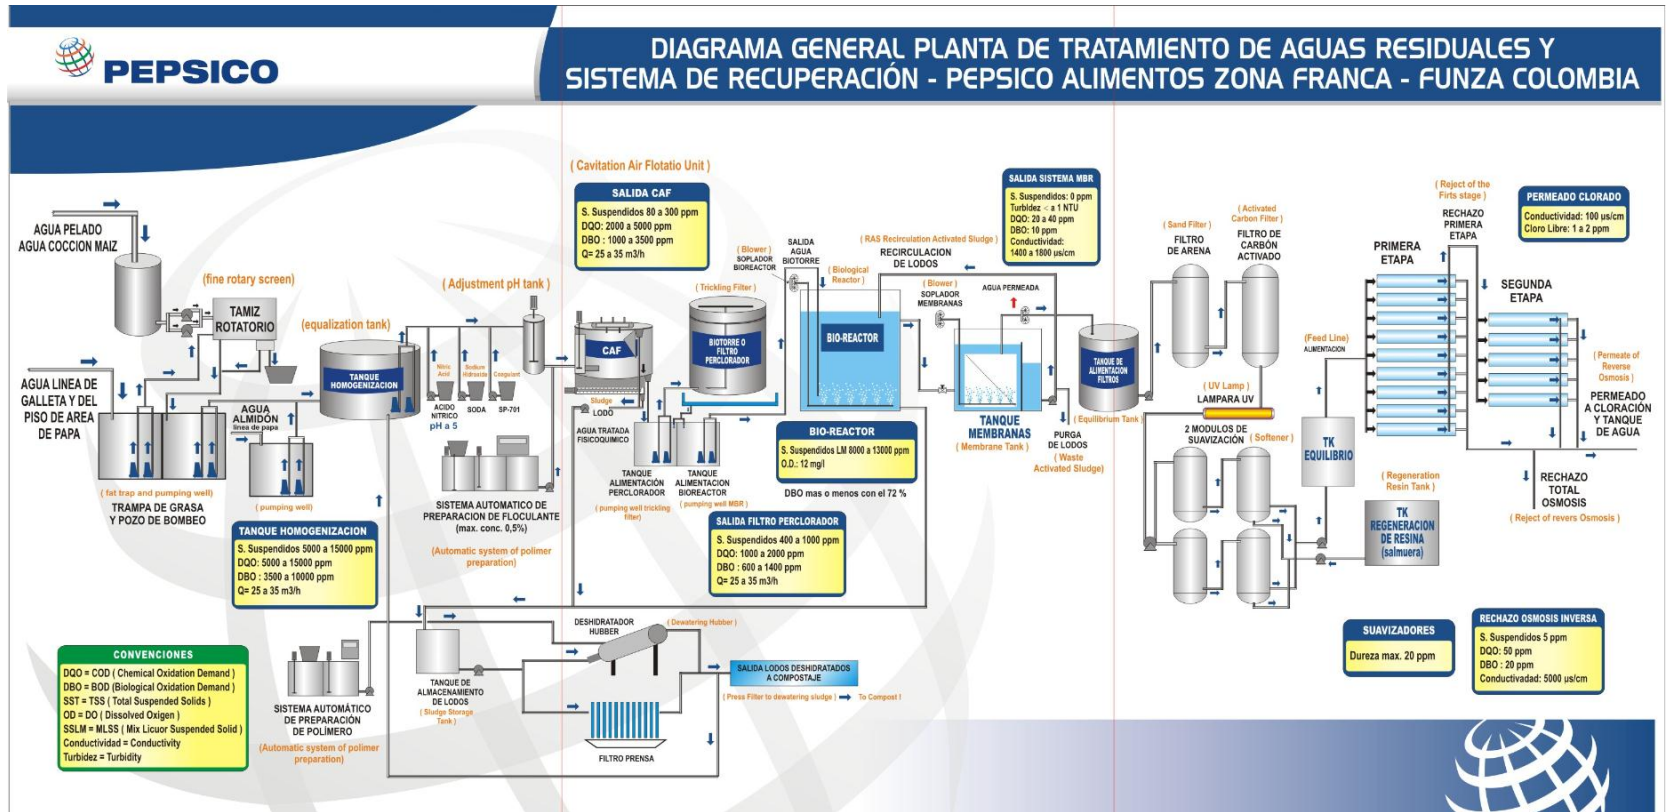 PEPSICO
DIAGRAMA GENERAL PLANTA DE TRATAMIENTO DE AGUAS RESIDUALES Y
SISTEMA DE RECUPERACIÓN - PEPSICO ALIMENTOS ZONA FRANCA - FUNZA COLOMBIA
AGUA PELADO
AGUA COCCION MAIZ
(fine rotary screen)
TAMIZ
ROTATORIO
AGUA LINEA DE
GALLETA Y DEL
PISO DE AREA
DE PAPA
AGUA
ALMIDÓN
linea de papa
( fat trap and pumping well)
TRAMPA DE GRASA
Y POZO DE BOMBEO
( pumping well)
(equalization tank)
TANQUE
HOMOGENIZACION
TANQUE HOMOGENIZACION
S. Suspendidos 5000 a 15000 ppm
DQO: 5000 a 15000 ppm
DBO : 3500 a 10000 ppm
Q= 25 a 35 m3/h
( Adjustment pH tank )
Nitric
Acid
Sodium
Hidroxide
Coagulant
ACIDO
NITRICO
pH a 5
SODA
SP-701
SISTEMA AUTOMATICO DE
PREPARACION DE FLOCULANTE
(max. conc. 0,5%)
(Automatic system of polimer
preparation)
( Cavitation Air Flotatio Unit )
SALIDA CAF
S. Suspendidos 80 a 300 ppm
DQO: 2000 a 5000 ppm
DBO : 1000 a 3500 ppm
Q= 25 a 35 m3/h
CAF
Sludge
LODO
AGUA TRATADA
FISICOQUIMICO
( Trickling Filter )
BIOTORRE O
FILTRO
PERCLORADOR
TANQUE
ALIMENTACIÓN
PERCLORADOR
( pumping well trickling
filter)
TANQUE
ALIMENTACION
BIOREACTOR
( pumping well MBR )
SALIDA FILTRO PERCLORADOR
S. Suspendidos 400 a 1000 ppm
DQO: 1000 a 2000 ppm
DBO : 600 a 1400 ppm
Q= 25 a 35 m3/h
( Blower )
SOPLADOR
BIOREACTOR
SALIDA
AGUA
BIOTORRE
( Biological
Reactor )
BIO-REACTOR
BIO-REACTOR
S. Suspendidos LM 8000 a 13000 ppm
O.D.: 12 mg/l
DBO mas o menos con el 72 %
( RAS Recirculation Activated Sludge )
RECIRCULACION
DE LODOS
( Blower )
SOPLADOR
MEMBRANAS
AGUA PERMEADA
SALIDA SISTEMA MBR
S. Suspendidos: 0 ppm
Turbidez < a 1 NTU
DQO: 20 a 40 ppm
DBO: 10 ppm
Conductividad:
1400 a 1800 µs/cm
TANQUE
MEMBRANAS
( Membrane Tank )
PURGA
DE LODOS
( Waste
Activated Sludge)
TANQUE DE
ALIMENTACION
FILTROS
( Equilibrium Tank )
( Sand Filter )
FILTRO
DE ARENA
( Activated
Carbon Filter )
FILTRO DE
CARBÓN
ACTIVADO
( UV Lamp )
LAMPARA UV
2 MODULOS DE
SUAVIZACIÓN
( Softener )
(Feed Line)
ALIMENTACION
TK
EQUILIBRIO
( Regeneration
Resin Tank )
TK
REGENERACION
DE RESINA
(salmuera)
PRIMERA
ETAPA
( Reject of the
Firts stage )
RECHAZO
PRIMERA
ETAPA
SEGUNDA
ETAPA
PERMEADO CLORADO
Conductividad: 100 µs/cm
Cloro Libre: 1 a 2 ppm
( Permeate of
Reverse
Osmosis )
PERMEADO
A CLORACIÓN
Y TANQUE
DE AGUA
RECHAZO
TOTAL
OSMOSIS
( Reject of revers Osmosis )
SUAVIZADORES
Dureza max. 20 ppm
RECHAZO OSMOSIS INVERSA
S. Suspendidos 5 ppm
DQO: 50 ppm
DBO : 20 ppm
Conductivadad: 5000 µs/cm
CONVENCIONES
DQO = COD ( Chemical Oxidation Demand )
DBO = BOD (Biological Oxidation Demand )
SST = TSS (Total Suspended Solids )
OD = DO ( Dissolved Oxigen )
SSLM = MLSS ( Mix Licuor Suspended Solid )
Conductividad = Conductivity
Turbidez = Turbidity
SISTEMA AUTOMÁTICO
DE PREPARACIÓN
DE POLÍMERO
(Automatic system of polimer
preparation)
TANQUE DE
ALMACENAMIENTO
DE LODOS
( Sludge Storage
Tank )
DESHIDRATADOR
HUBBER
( Dewatering Hubber )
FILTRO PRENSA
SALIDA LODOS DESHIDRATADOS
A COMPOSTAJE
( Press Filter to dewatering sludge ) To Compost !